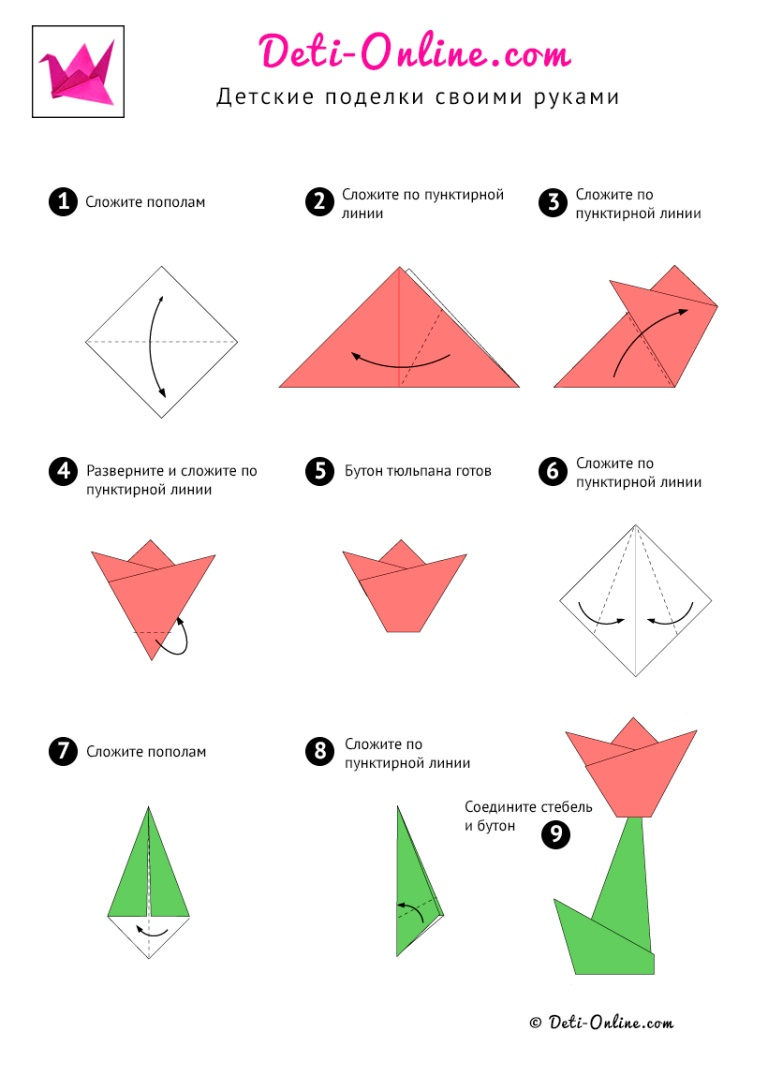 Deti-Online.com
Детские поделки своими руками
1 Сложите пополам
2 Сложите по пунктирной
линии
3 Сложите по
пунктирной линии
4 Разверните и сложите по
пунктирной линии
5 Бутон тюльпана готов
6 Сложите по
пунктирной линии
7 Сложите пополам
8 Сложите по
пунктирной линии
Соедините стебель
и бутон 9
© Deti-Online.com